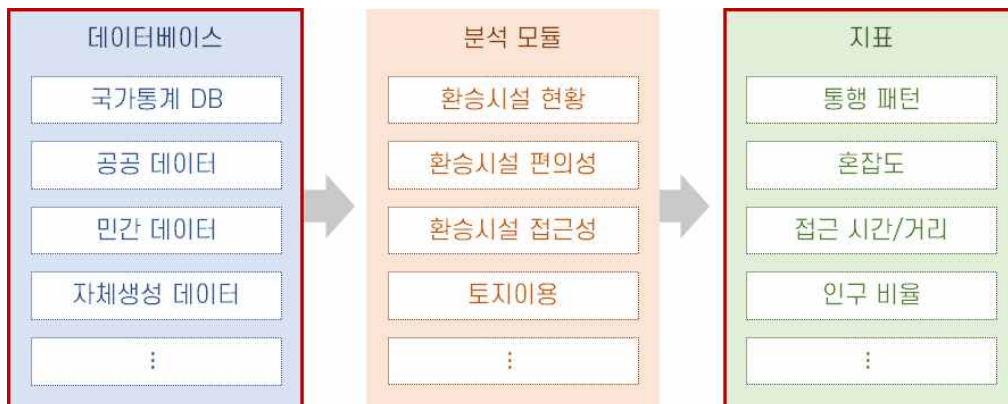 데이터베이스
국가통계 DB
공공 데이터
민간 데이터
자체생성 데이터
⋮
분석 모듈
환승시설 현황
환승시설 편의성
환승시설 접근성
토지이용
⋮
지표
통행 패턴
혼잡도
접근 시간/거리
인구 비율
⋮